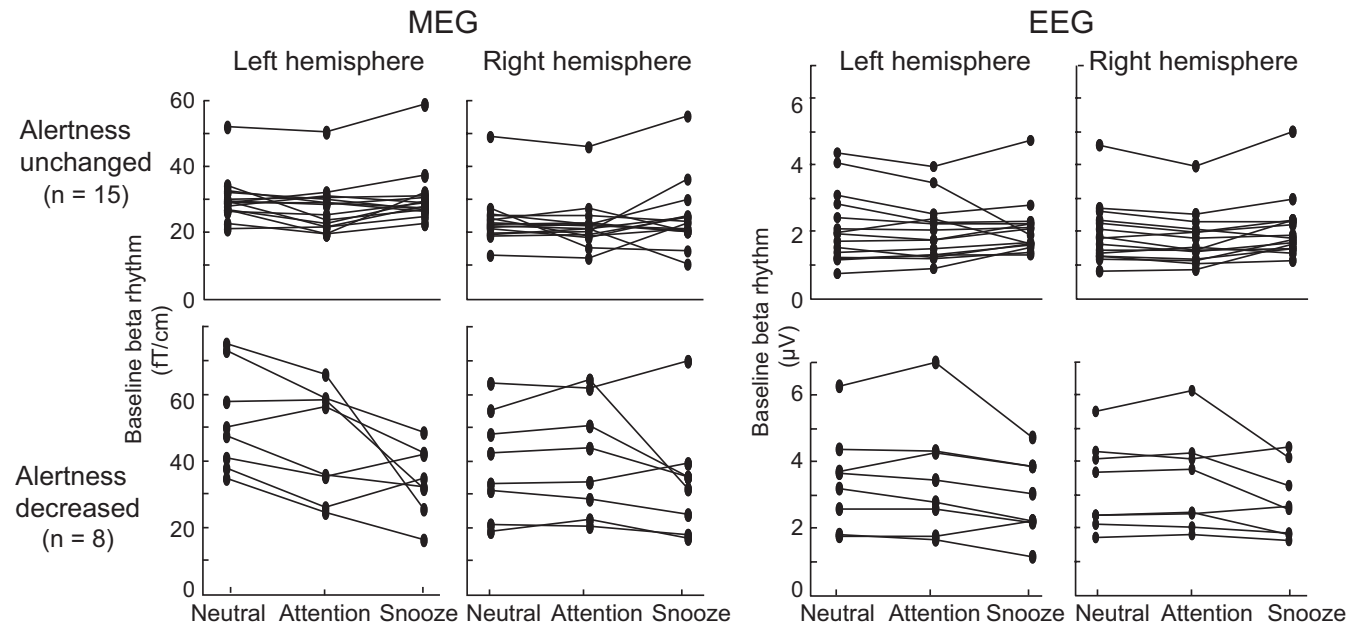 MEG
EEG
Left hemisphere
Right hemisphere
Left hemisphere
Right hemisphere
Alertness
unchanged
(n = 15)
60
40
20
0
6
4
2
0
Baseline beta rhythm
(fT/cm)
Baseline beta rhythm
(µV)
Alertness
decreased
(n = 8)
60
40
20
0
6
4
2
0
Neutral Attention Snooze
Neutral Attention Snooze
Neutral Attention Snooze
Neutral Attention Snooze